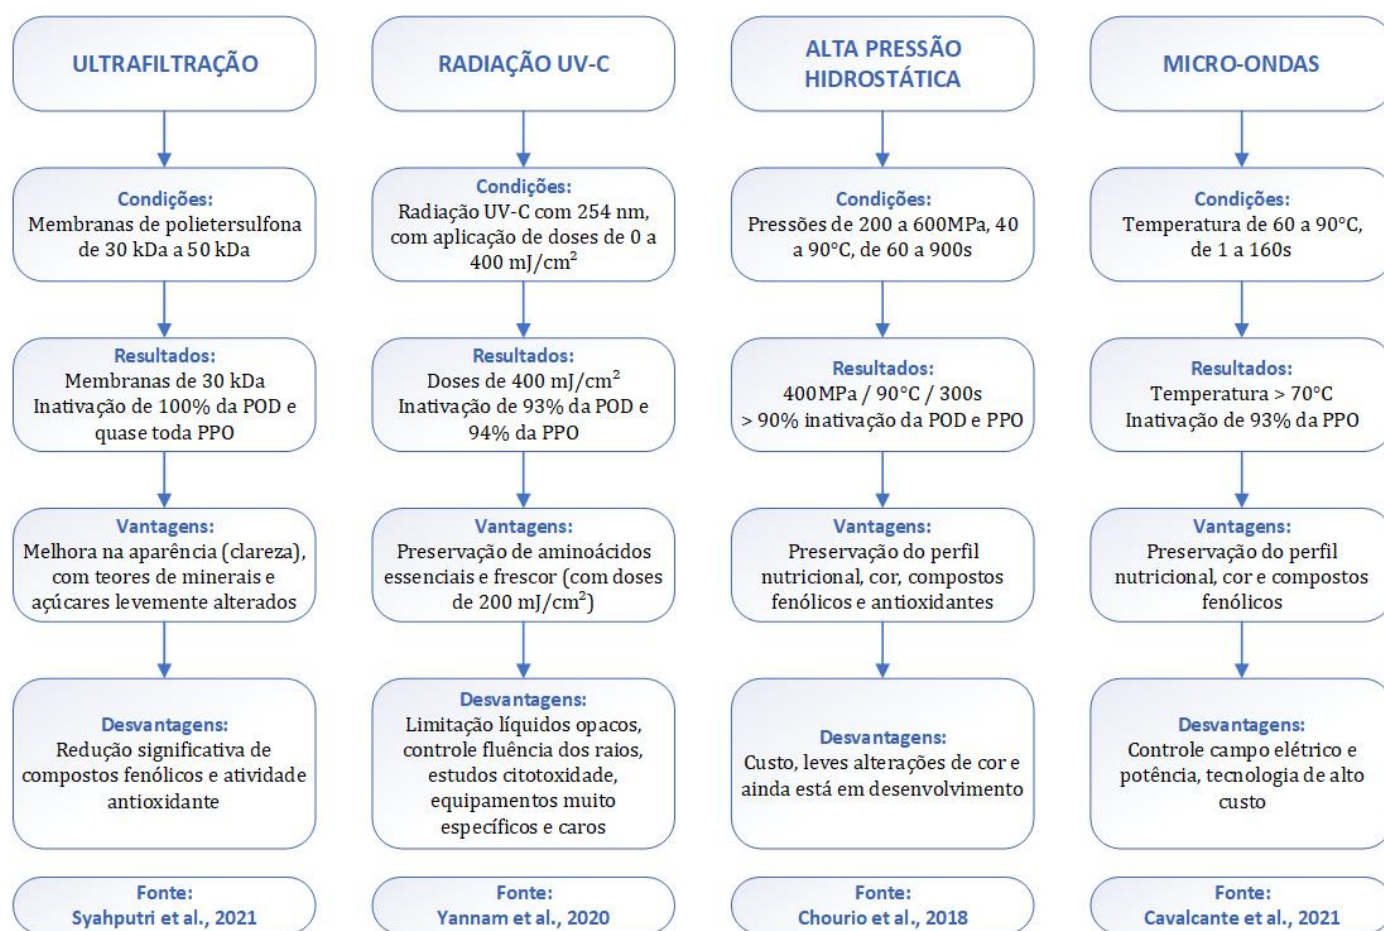 ULTRAFILTRAÇÃO
Condições:
Membranas de polietersulfona
de 30 kDa a 50 kDa
Resultados:
Membranas de 30 kDa
Inativação de 100% da POD e
quase toda PPO
Vantagens:
Melhora na aparência (clareza),
com teores de minerais e
açúcares levemente alterados
Desvantagens:
Redução significativa de
compostos fenólicos e atividade
antioxidante
Fonte:
Syahputri et al., 2021
RADIAÇÃO UV-C
Condições:
Radiação UV-C com 254 nm,
com aplicação de doses de 0 a
400 mJ/cm²
Resultados:
Doses de 400 mJ/cm²
Inativação de 93% da POD e
94% da PPO
Vantagens:
Preservação de aminoácidos
essenciais e frescor (com doses
de 200 mJ/cm²)
Desvantagens:
Limitação líquidos opacos,
controle fluência dos raios,
estudos citotoxidade,
equipamentos muito
específicos e caros
Fonte:
Yannam et al., 2020
ALTA PRESSÃO
HIDROSTÁTICA
Condições:
Pressões de 200 a 600MPa, 40
a 90°C, de 60 a 900s
Resultados:
400MPa / 90°C / 300s
> 90% inativação da POD e PPO
Vantagens:
Preservação do perfil
nutricional, cor, compostos
fenólicos e antioxidantes
Desvantagens:
Custo, leves alterações de cor e
ainda está em desenvolvimento
Fonte:
Chourio et al., 2018
MICRO-ONDAS
Condições:
Temperatura de 60 a 90°C,
de 1 a 160s
Resultados:
Temperatura > 70°C
Inativação de 93% da PPO
Vantagens:
Preservação do perfil
nutricional, cor e compostos
fenólicos
Desvantagens:
Controle campo elétrico e
potência, tecnologia de alto
custo
Fonte:
Cavalcante et al., 2021